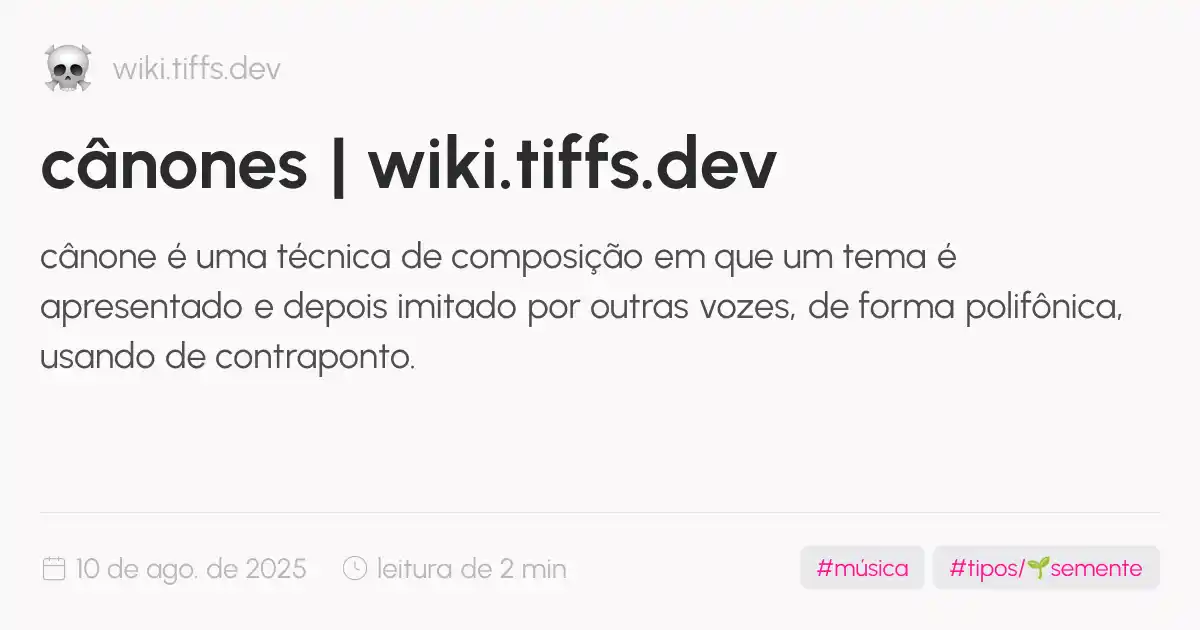 wiki.tiffs.dev
cânones | wiki.tiffs.dev
cânone é uma técnica de composição em que um tema é
apresentado e depois imitado por outras vozes, de forma polifônica,
usando de contraponto.
10 de ago. de 2025 leitura de 2 min #música #tipos/🌱semente